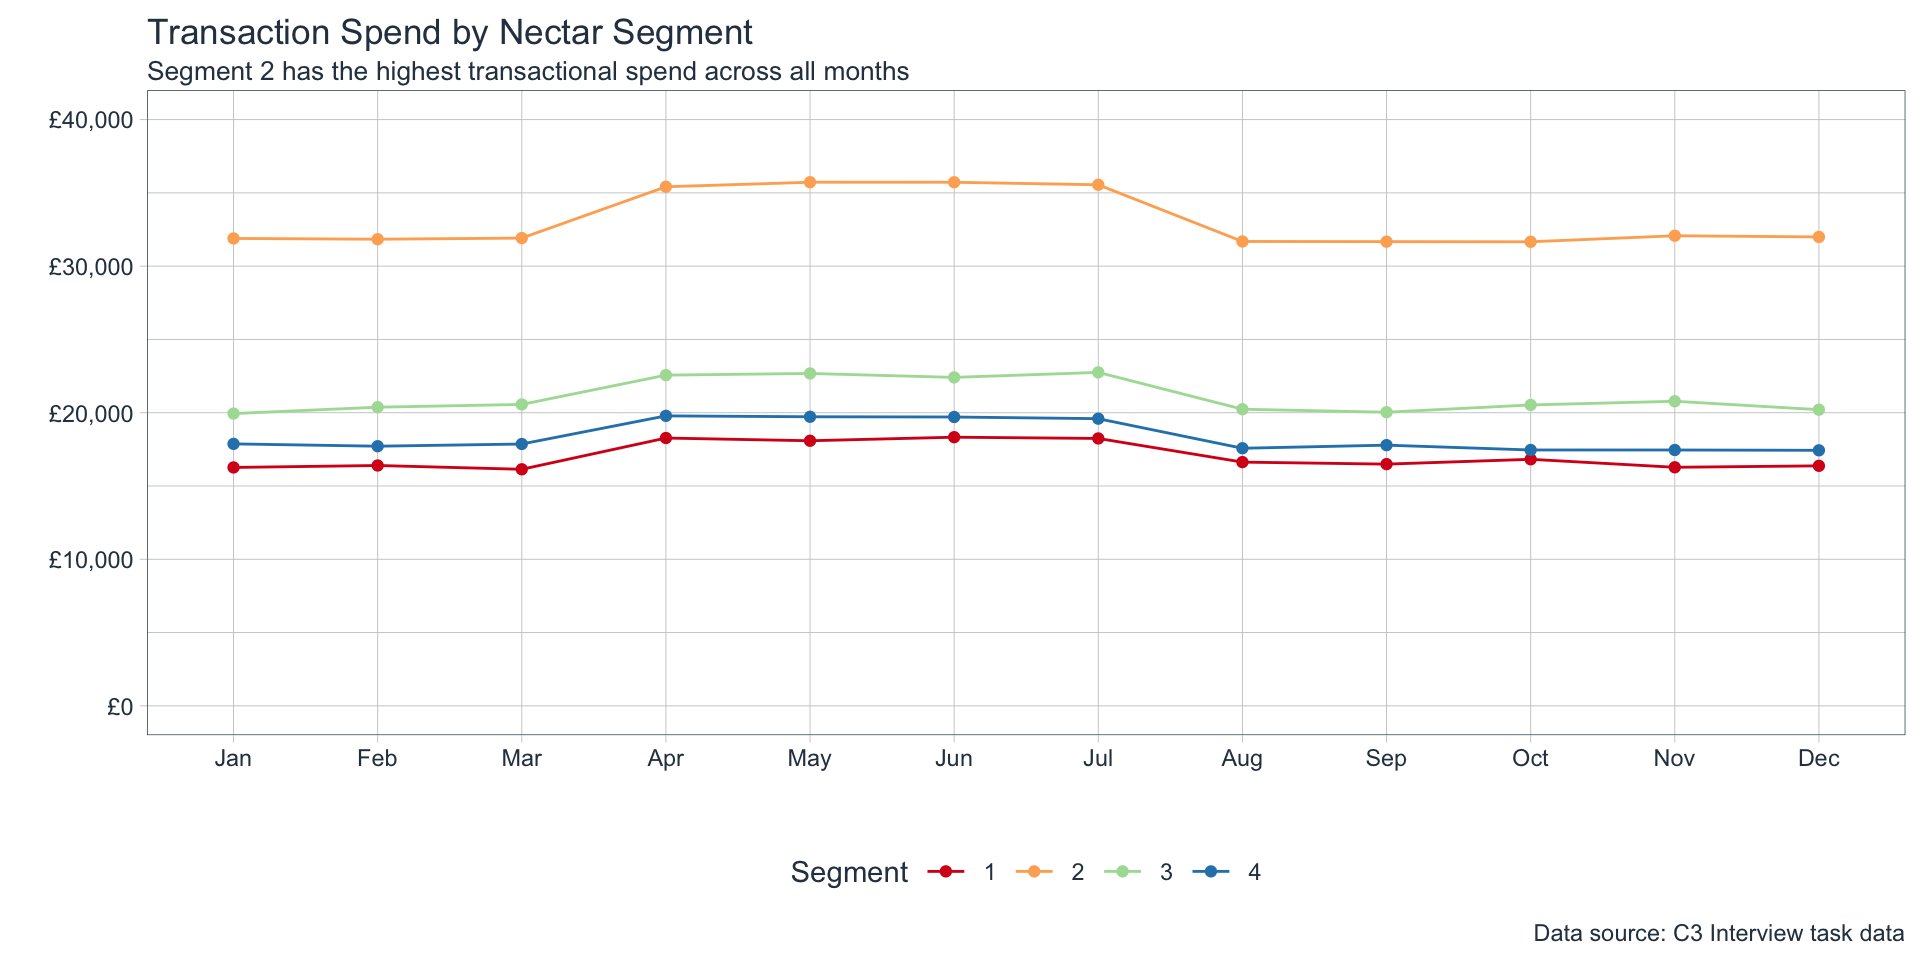 Transaction Spend by Nectar Segment
Segment 2 has the highest transactional spend across all months
£40,000
£30,000
£20,000
£10,000
£0
Jan Feb Mar Apr May Jun Jul Aug Sep Oct Nov Dec
Segment 1 2 3 4
Data source: C3 Interview task data